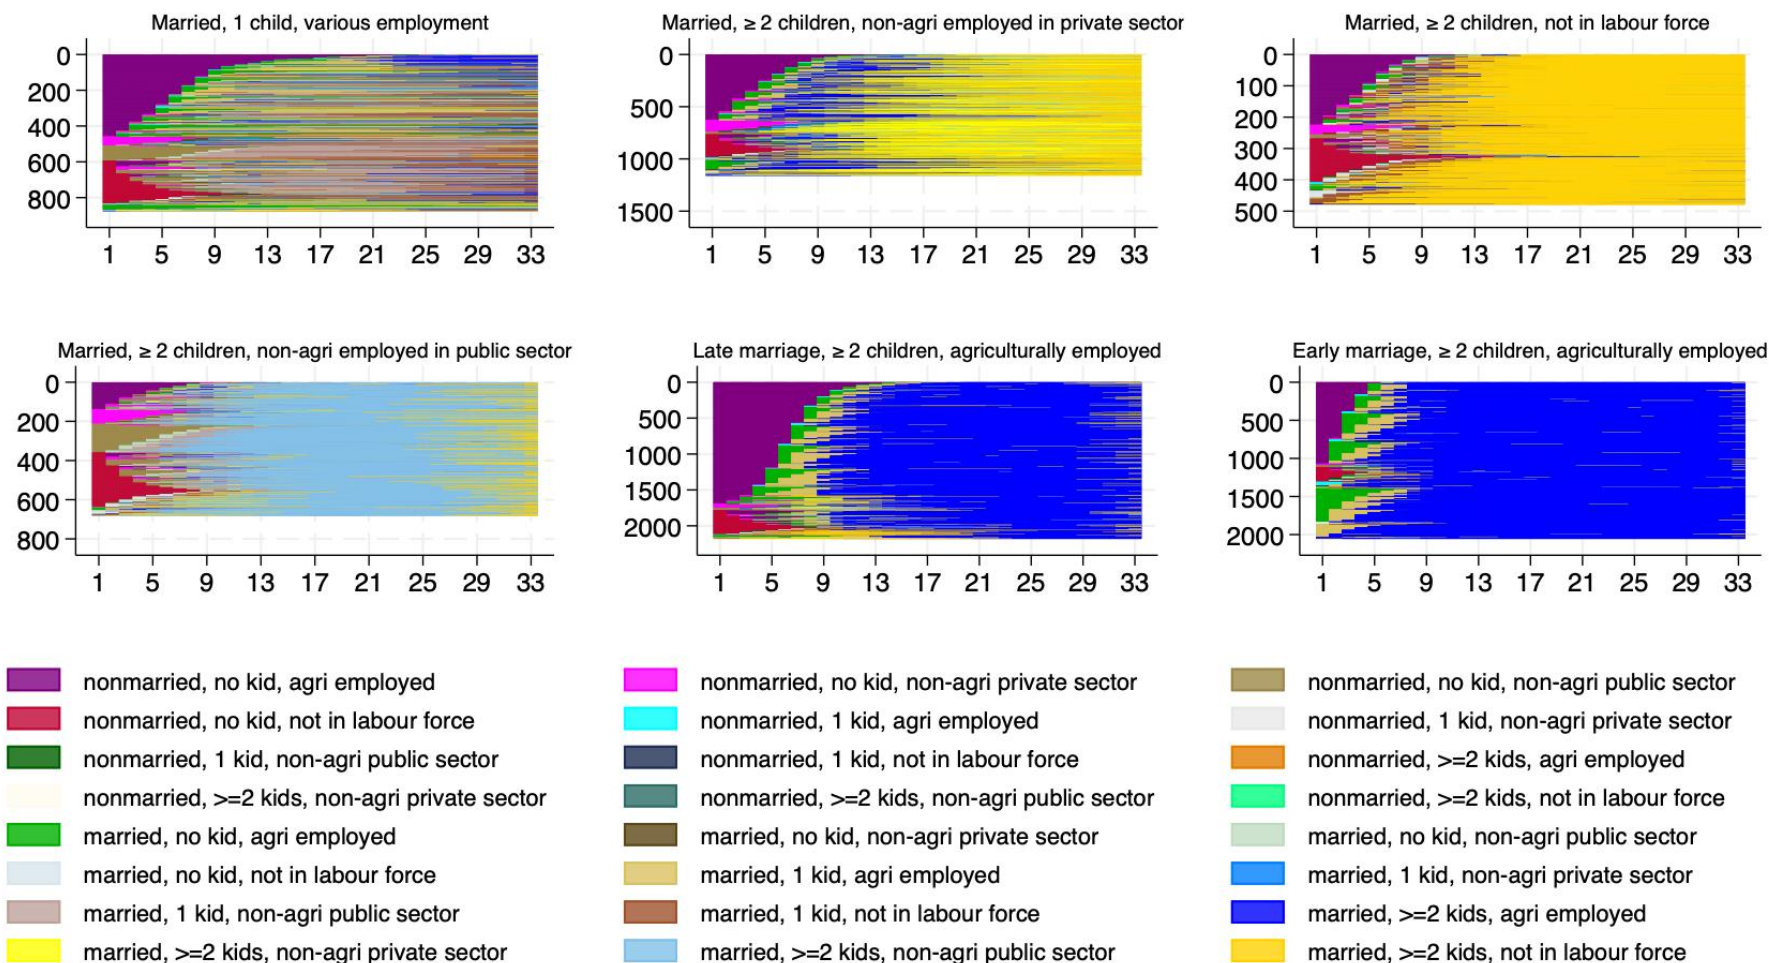 Married, 1 child, various employment
0
200
400
600
800
1 5 9 13 17 21 25 29 33
Married, ≥ 2 children, non-agri employed in private sector
0
500
1000
1500
1 5 9 13 17 21 25 29 33
Married, ≥ 2 children, not in labour force
0
100
200
300
400
500
1 5 9 13 17 21 25 29 33
Married, ≥ 2 children, non-agri employed in public sector
0
200
400
600
800
1 5 9 13 17 21 25 29 33
Late marriage, ≥ 2 children, agriculturally employed
0
500
1000
1500
2000
1 5 9 13 17 21 25 29 33
Early marriage, ≥ 2 children, agriculturally employed
0
500
1000
1500
2000
1 5 9 13 17 21 25 29 33
nonmarried, no kid, agri employed
nonmarried, no kid, non-agri private sector
nonmarried, no kid, non-agri public sector
nonmarried, no kid, not in labour force
nonmarried, 1 kid, agri employed
nonmarried, 1 kid, non-agri private sector
nonmarried, 1 kid, non-agri public sector
nonmarried, 1 kid, not in labour force
nonmarried, >=2 kids, agri employed
nonmarried, >=2 kids, non-agri private sector
nonmarried, >=2 kids, non-agri public sector
nonmarried, >=2 kids, not in labour force
married, no kid, agri employed
married, no kid, non-agri private sector
married, no kid, non-agri public sector
married, no kid, not in labour force
married, 1 kid, agri employed
married, 1 kid, non-agri private sector
married, 1 kid, non-agri public sector
married, 1 kid, not in labour force
married, >=2 kids, agri employed
married, >=2 kids, non-agri private sector
married, >=2 kids, non-agri public sector
married, >=2 kids, not in labour force